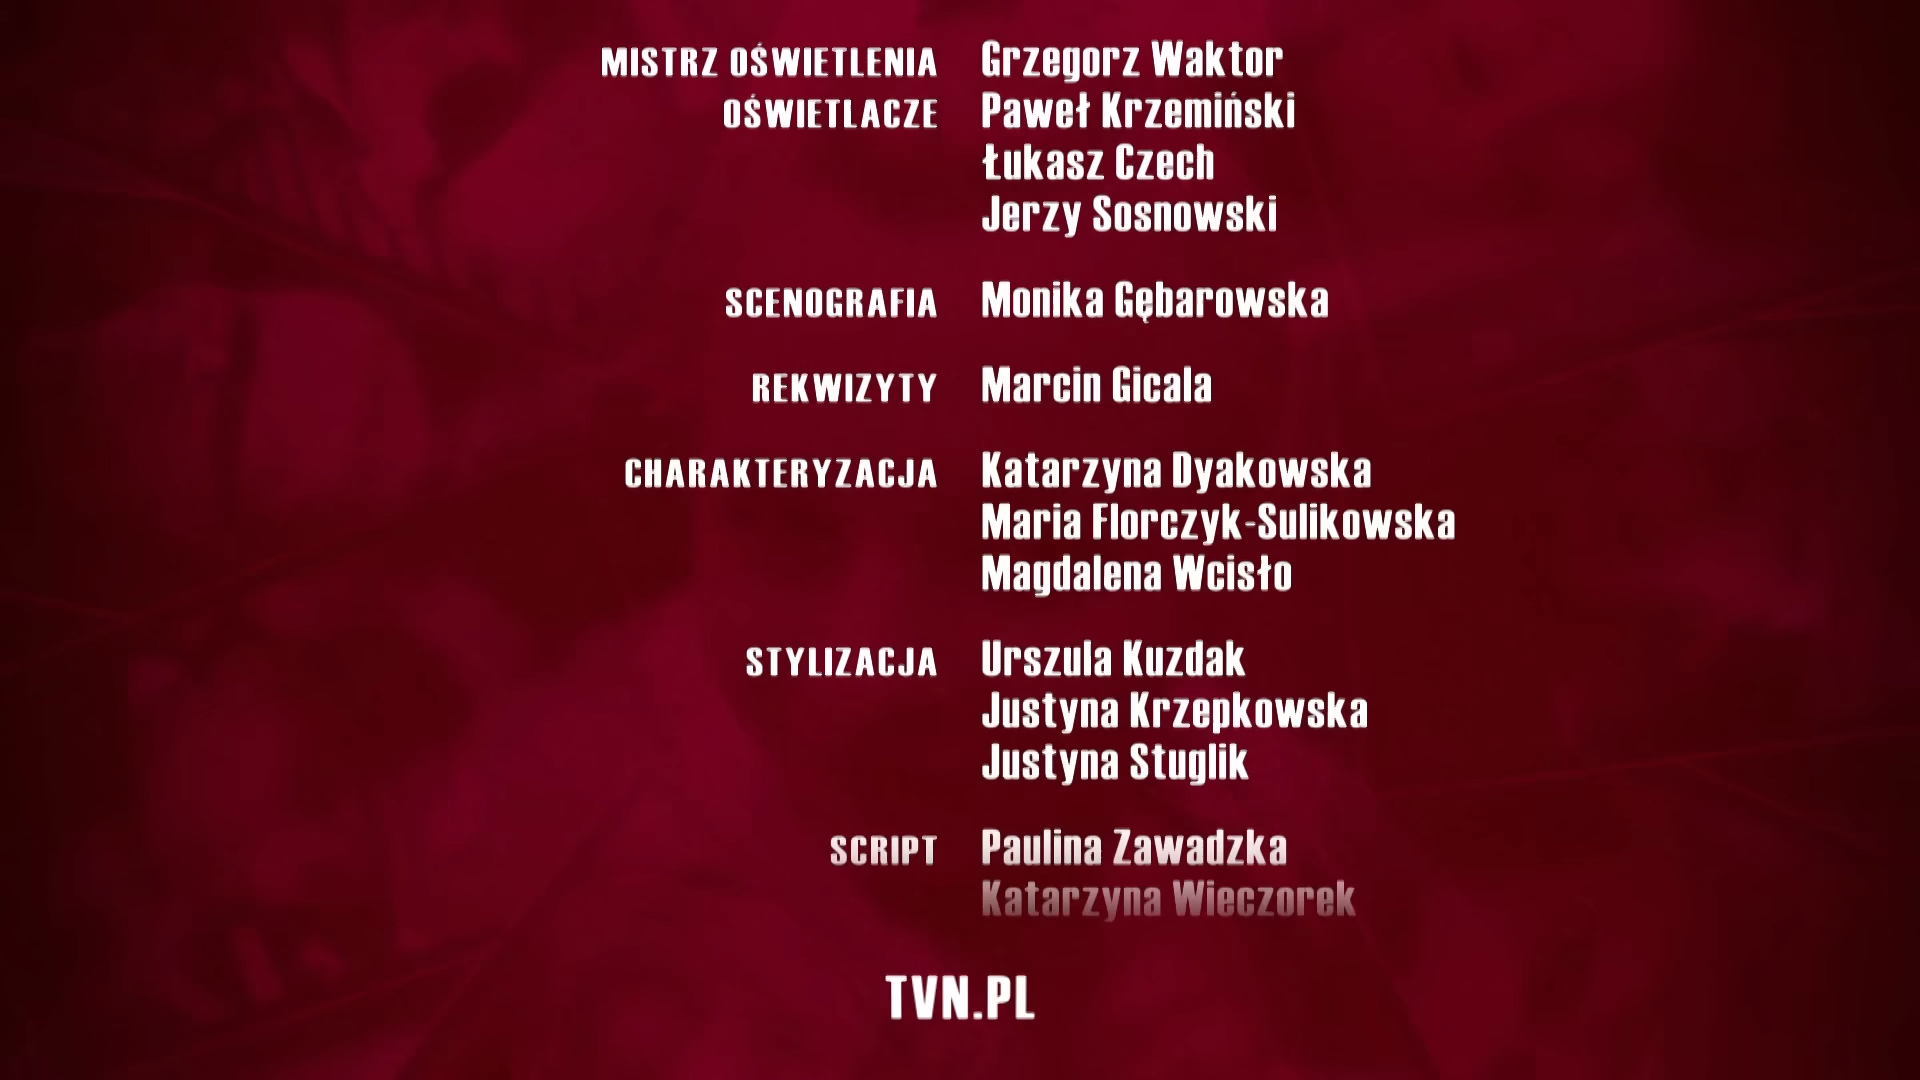 MISTRZ OŚWIETLENIA Grzegorz Waktor
OŚWIETLACZE Paweł Krzemiński
Łukasz Czech
Jerzy Sosnowski
SCENOGRAFIA Monika Gębarowska
REKWIZYTY Marcin Gicala
CHARAKTERYZACJA Katarzyna Dyakowska
Maria Florczyk-Sulikowska
Magdalena Wcisło
STYLIZACJA Urszula Kuzdak
Justyna Krzepkowska
Justyna Stuglik
SCRIPT Paulina Zawadzka
Katarzyna Wieczorek
TVN.PL